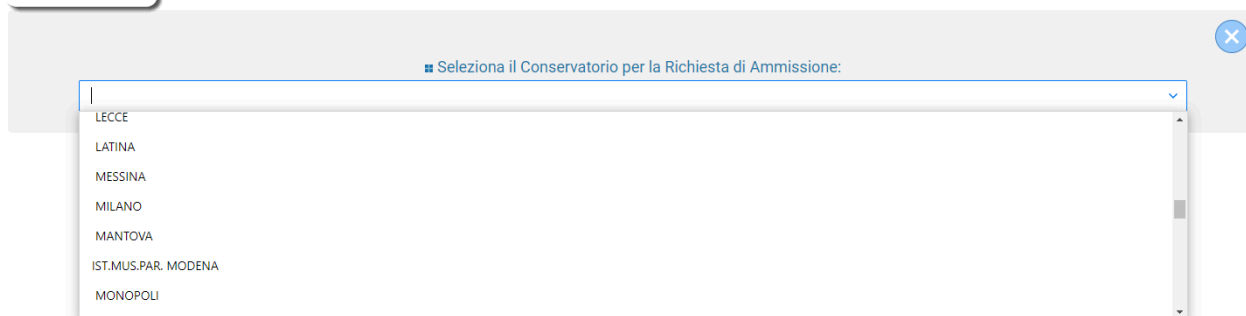 Seleziona il Conservatorio per la Richiesta di Ammissione:
LECCE
LATINA
MESSINA
MILANO
MANTOVA
IST.MUS.PAR. MODENA
MONOPOLI